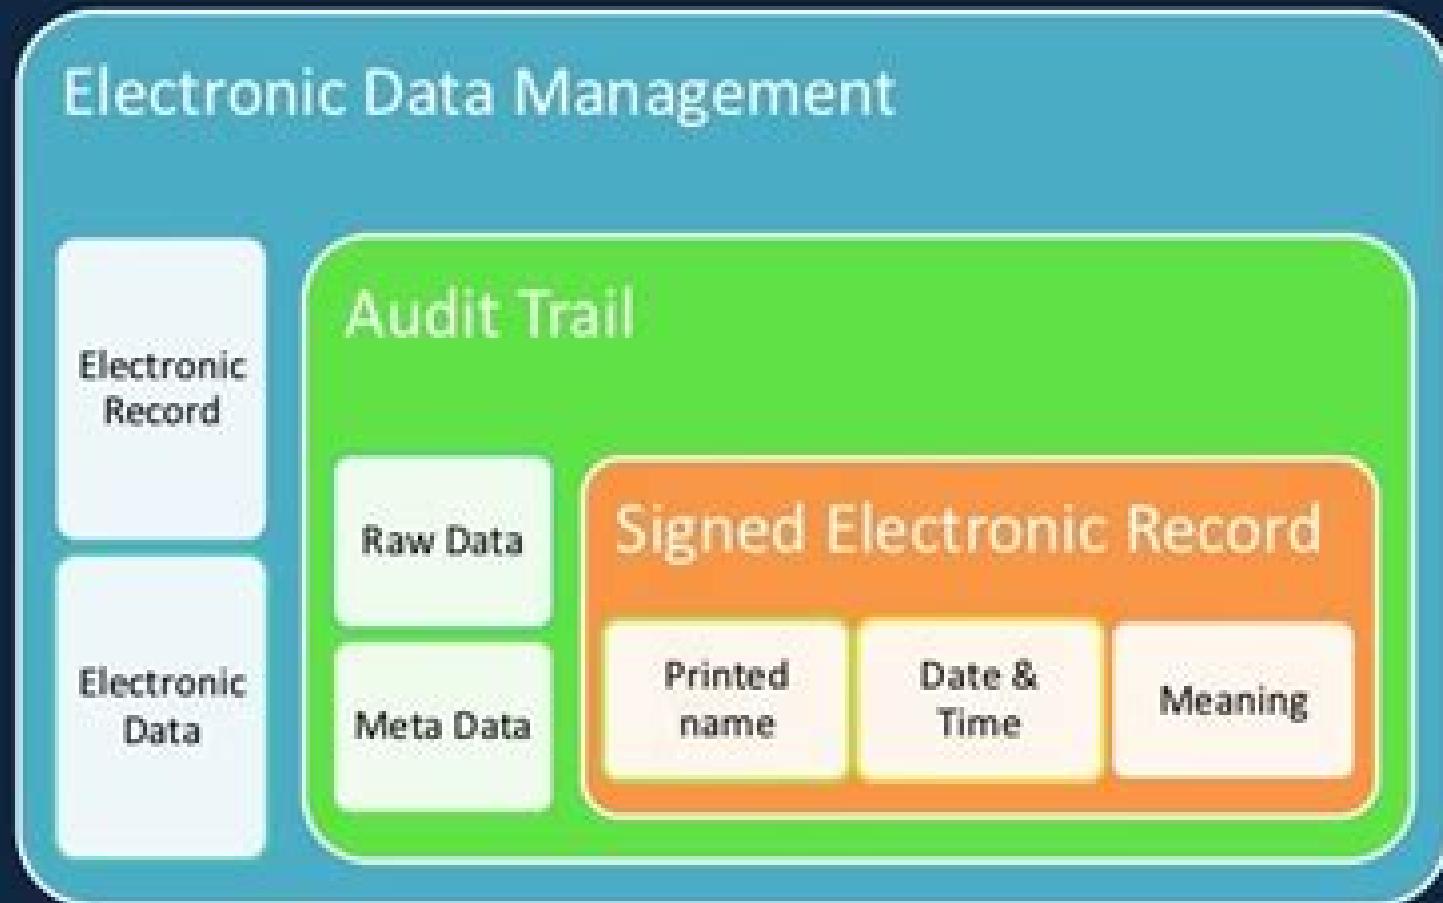 Electronic Data Management
Electronic
Record
Electronic
Data
Audit Trail
Raw Data
Meta Data
Signed Electronic Record
Printed
name
Date &
Time
Meaning